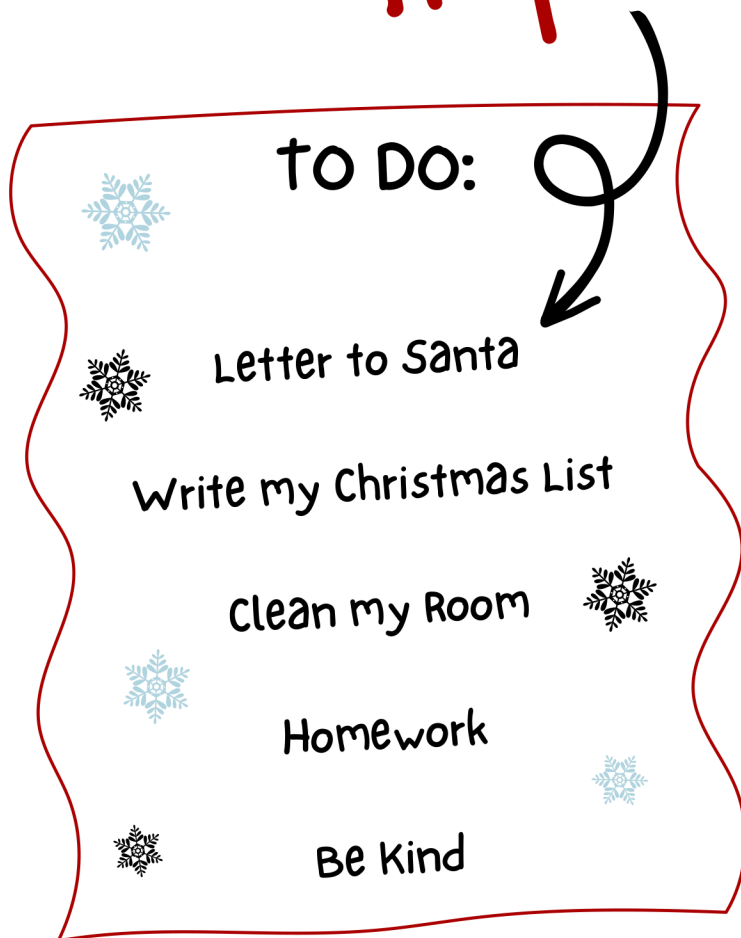 TO DO:
Letter to Santa
Write my Christmas List
Clean my Room
Homework
Be Kind